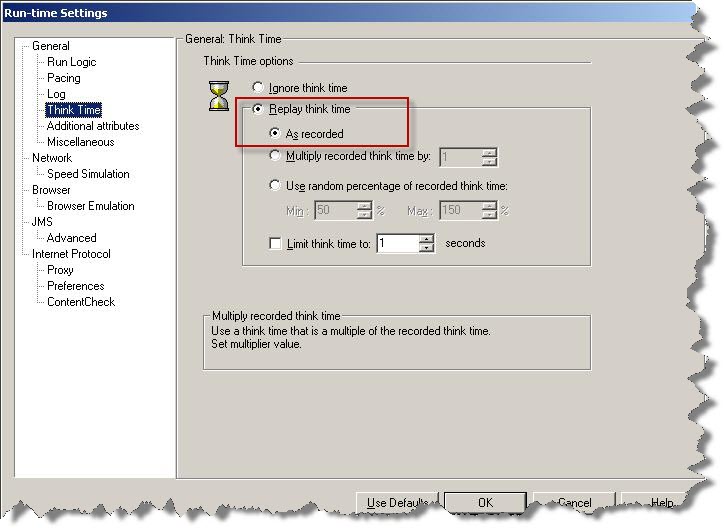 Run-time Settings
General
Run Logic
Pacing
Log
Think Time
Additional attributes
Miscellaneous
Network
Speed Simulation
Browser
Browser Emulation
JMS
Advanced
Internet Protocol
Proxy
Preferences
ContentCheck
General: Think Time
Think Time options
Ignore think time
Replay think time
As recorded
Multiply recorded think time by: 1
Use random percentage of recorded think time:
Min: 50 % Max: 150 %
Limit think time to: 1 seconds
Multiply recorded think time
Use a think time that is a multiple of the recorded think time.
Set multiplier value.
Use Defaults OK Cancel Help